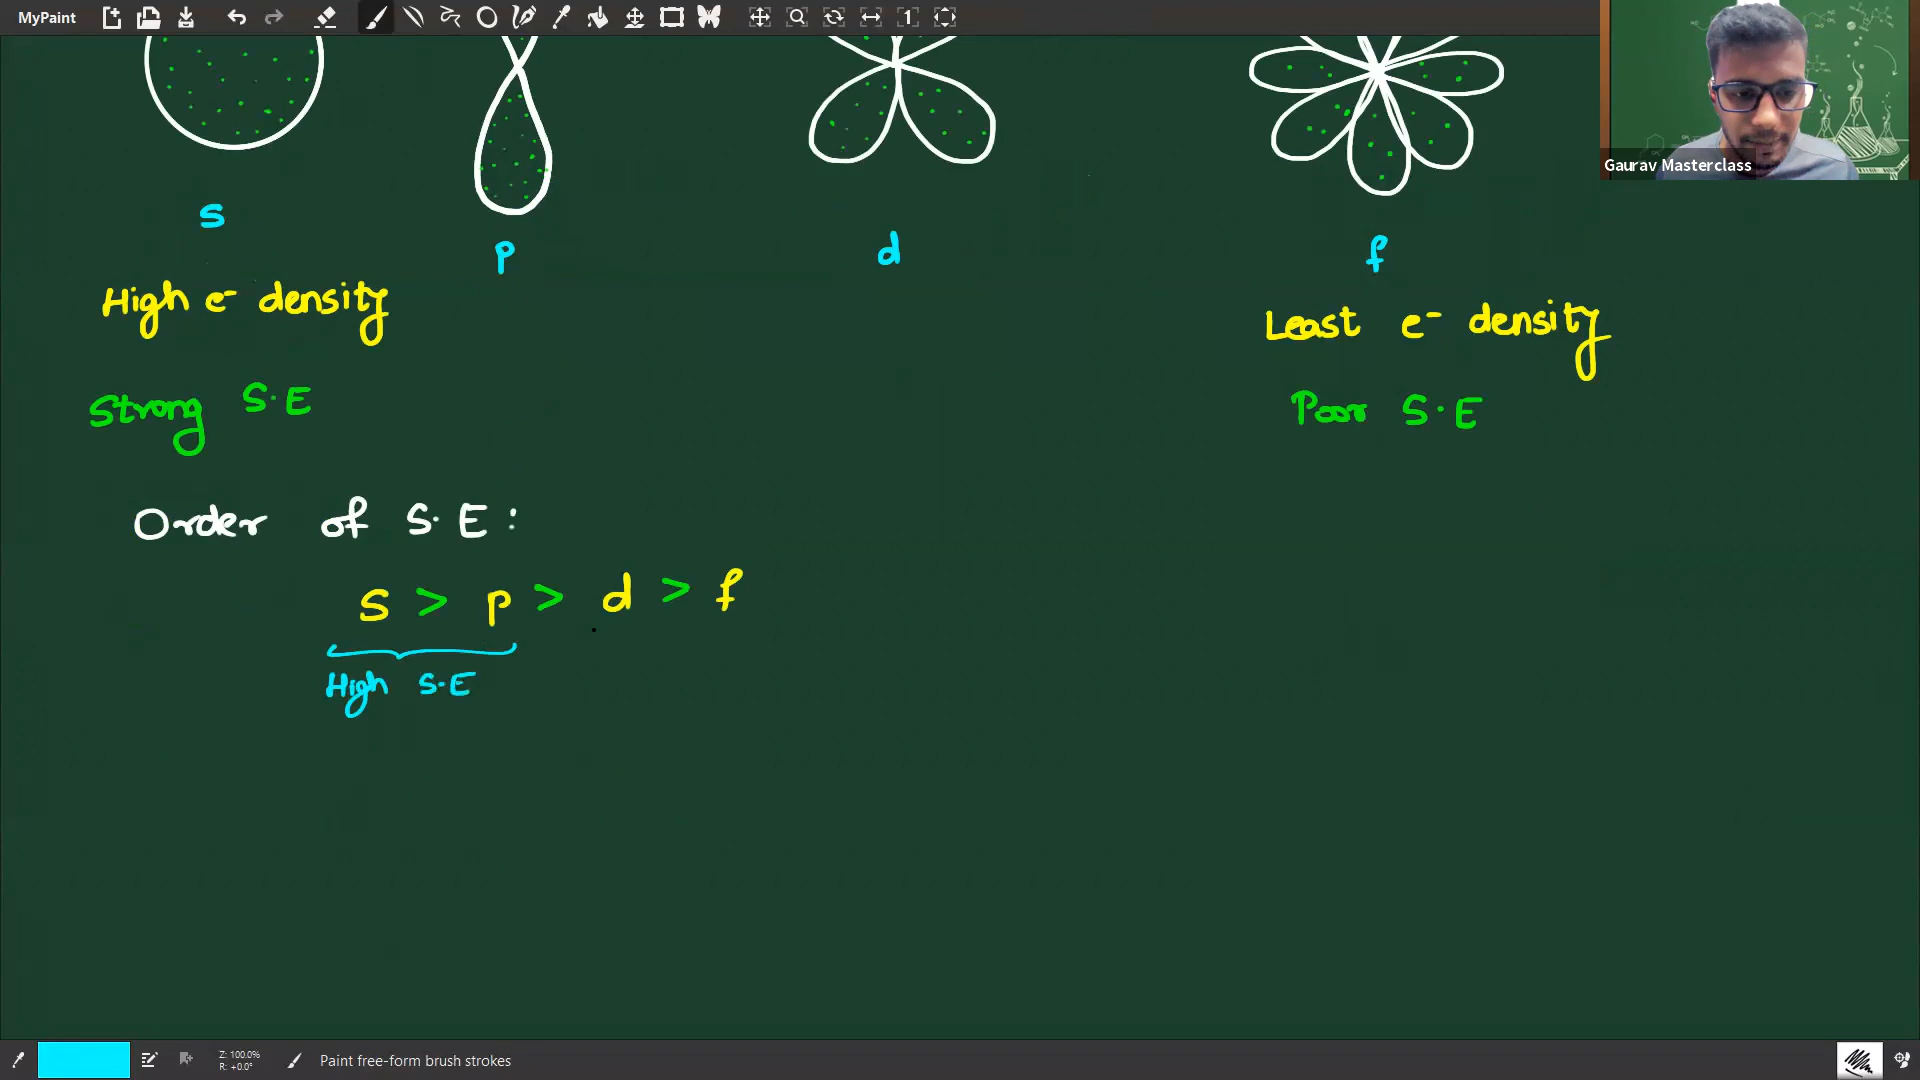 MyPaint
1
Gaurav Masterclass
s
p
d
f
High e⁻ density
Least e⁻ density
Strong S.E
Poor S.E
Order of S.E :
s > p > d > f
High S.E
Z: 100.0%
R: +0.0°
Paint free-form brush strokes